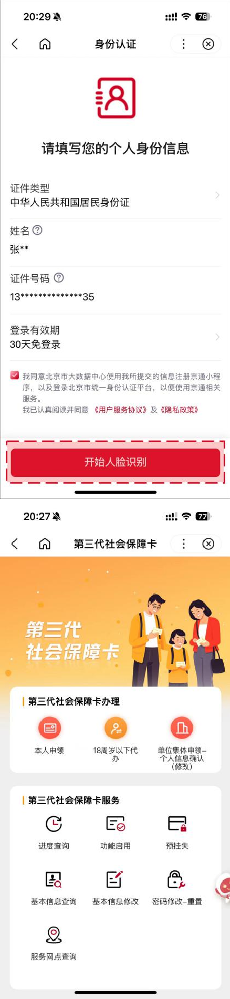 20:29
76
身份认证
请填写您的个人身份信息
证件类型
中华人民共和国居民身份证
姓名
张**
证件号码
13**************35
登录有效期
30天免登录
我同意北京市大数据中心使用我所提交的信息注册京通小程
序，以及登录北京市统一身份认证平台，以便使用京通相关
服务。
我已认真阅读并同意 《用户服务协议》及《隐私政策》
开始人脸识别
20:27
77
第三代社会保障卡
第三代
社会保障卡
第三代社会保障卡办理
本人申领
18周岁以下代
办
单位集体申领-
个人信息确认
（修改）
第三代社会保障卡服务
进度查询
功能启用
预挂失
基本信息查询
基本信息修改
密码修改-重置
服务网点查询